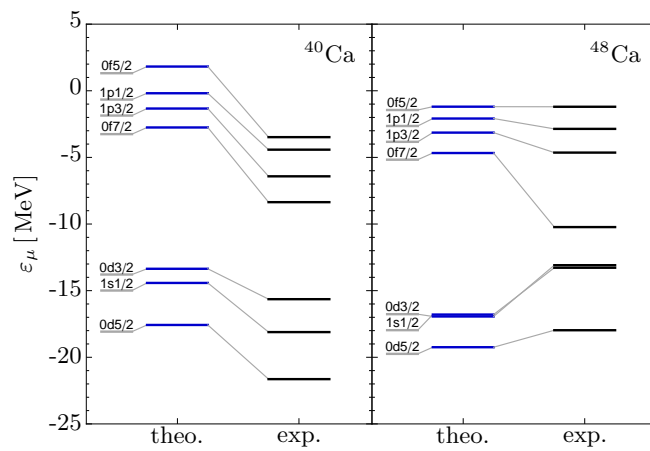 5
0
-5
-10
-15
-20
-25
ε_μ [MeV]
⁴⁰Ca
0f5/2
1p1/2
1p3/2
0f7/2
0d3/2
1s1/2
0d5/2
theo. exp.
⁴⁸Ca
0f5/2
1p1/2
1p3/2
0f7/2
0d3/2
1s1/2
0d5/2
theo. exp.